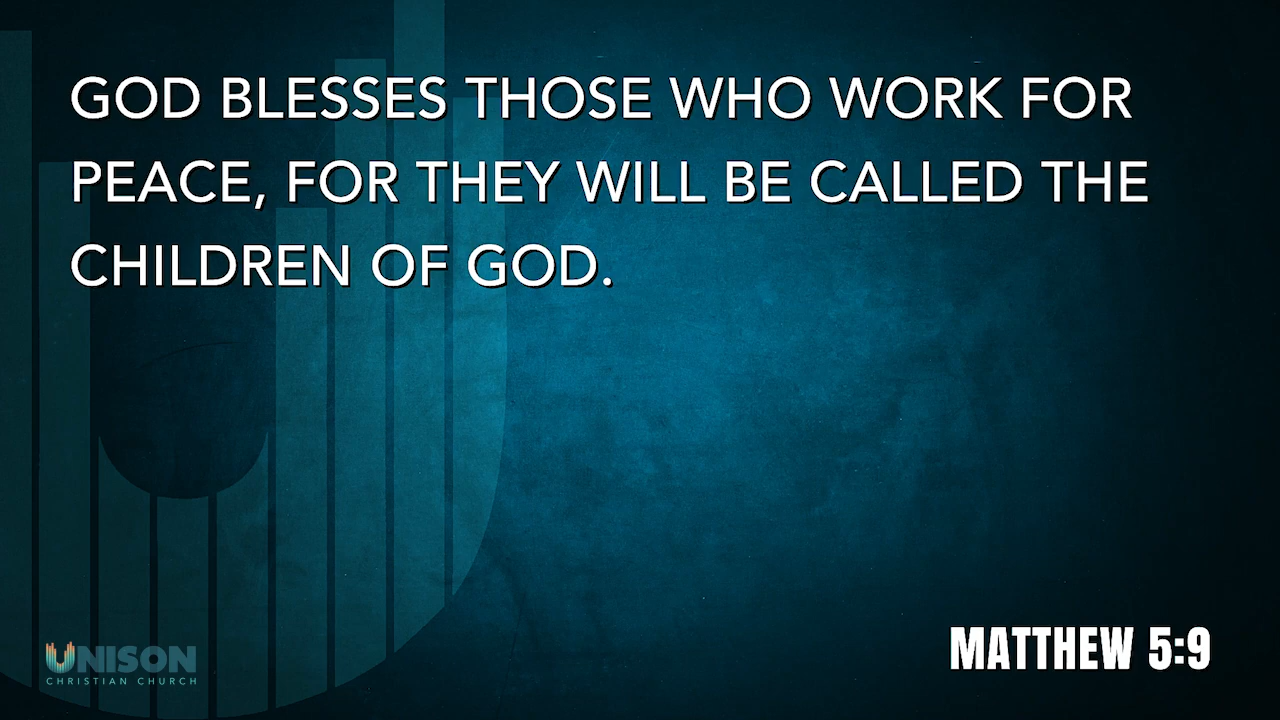 GOD BLESSES THOSE WHO WORK FOR
PEACE, FOR THEY WILL BE CALLED THE
CHILDREN OF GOD.
MATTHEW 5:9
UNISON
CHRISTIAN CHURCH